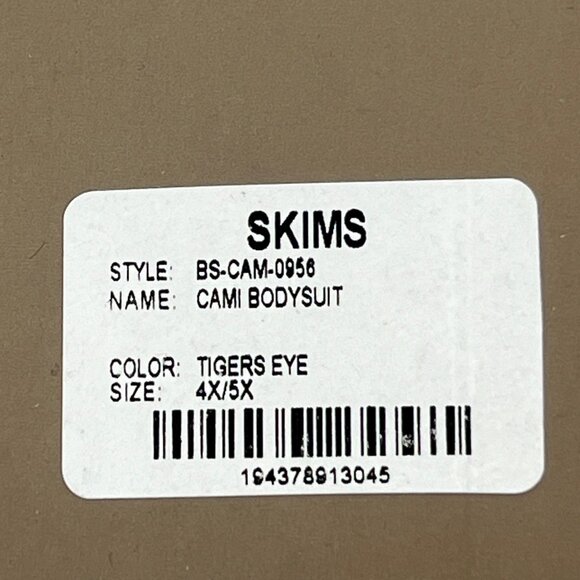 SKIMS
STYLE: BS-CAM-0956
NAME: CAMI BODYSUIT
COLOR: TIGERS EYE
SIZE: 4X/5X
194378913045